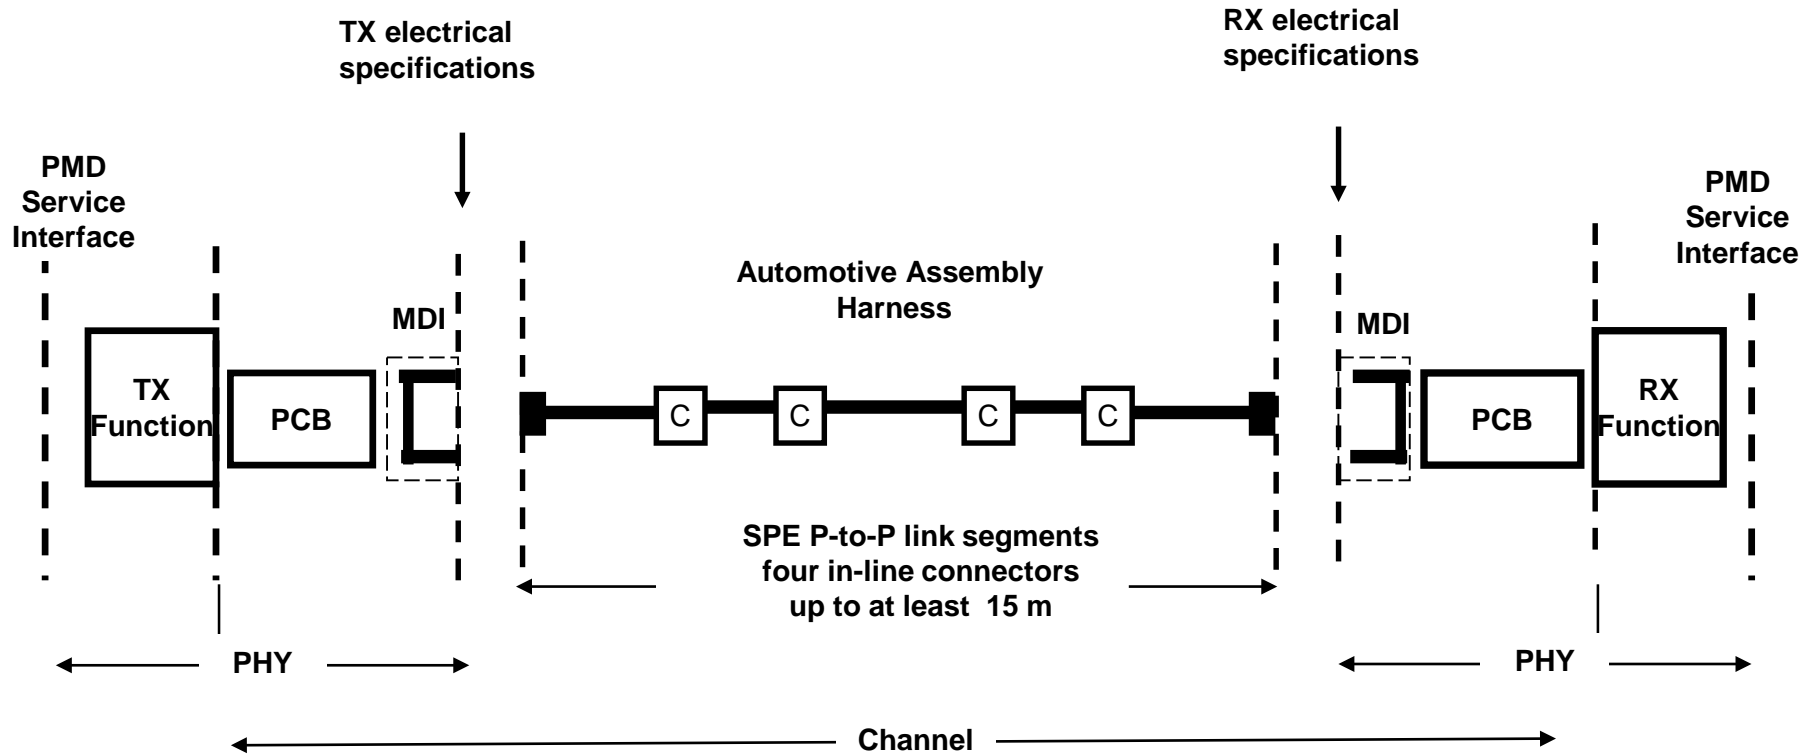 TX electrical
specifications
RX electrical
specifications
PMD
Service
Interface
PMD
Service
Interface
Automotive Assembly
Harness
MDI
MDI
TX
Function
PCB
C
C
C
C
PCB
RX
Function
SPE P-to-P link segments
four in-line connectors
up to at least 15 m
PHY
PHY
Channel